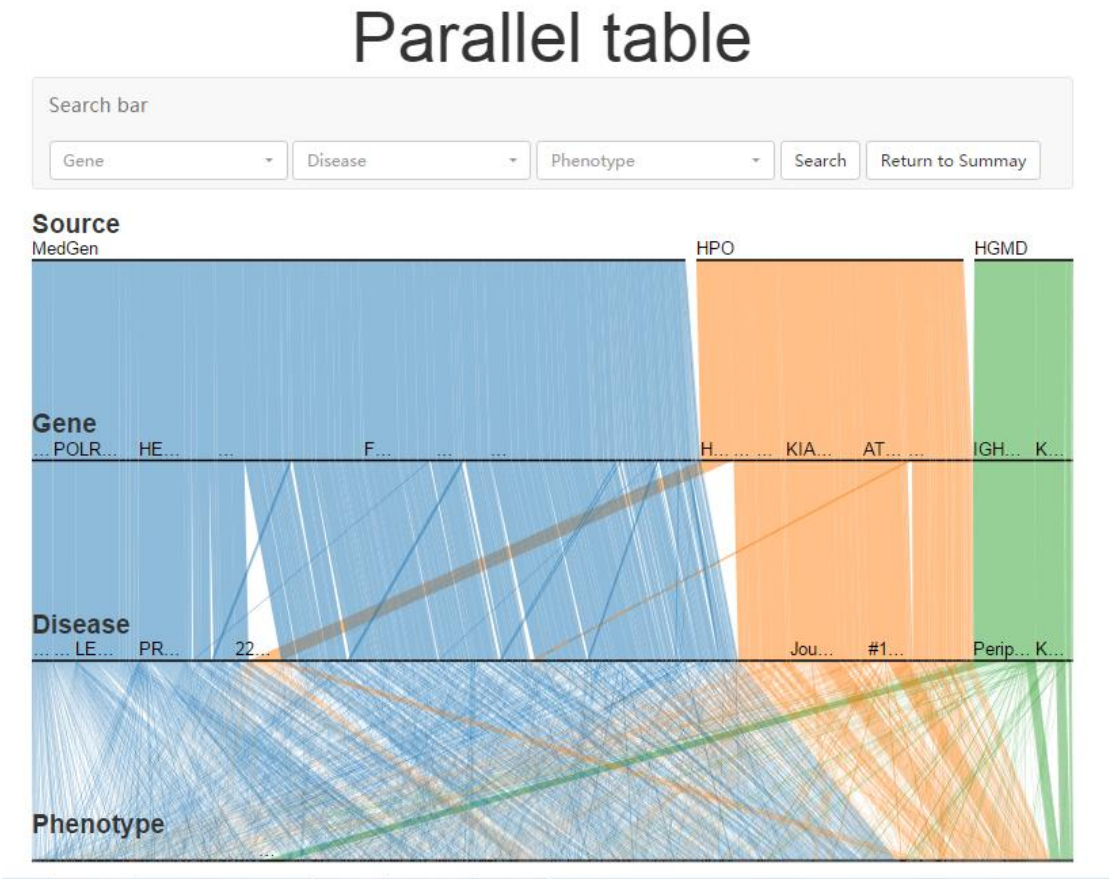 Parallel table
Search bar
Gene Disease Phenotype Search Return to Summay
Source
MedGen HPO HGMD
Gene
... POLR... HE... ... F... ... ... H... ... ... KIA... AT... ... IGH... K...
Disease
... ... LE... PR... 22... Jou... #1... Perip... K...
Phenotype
...